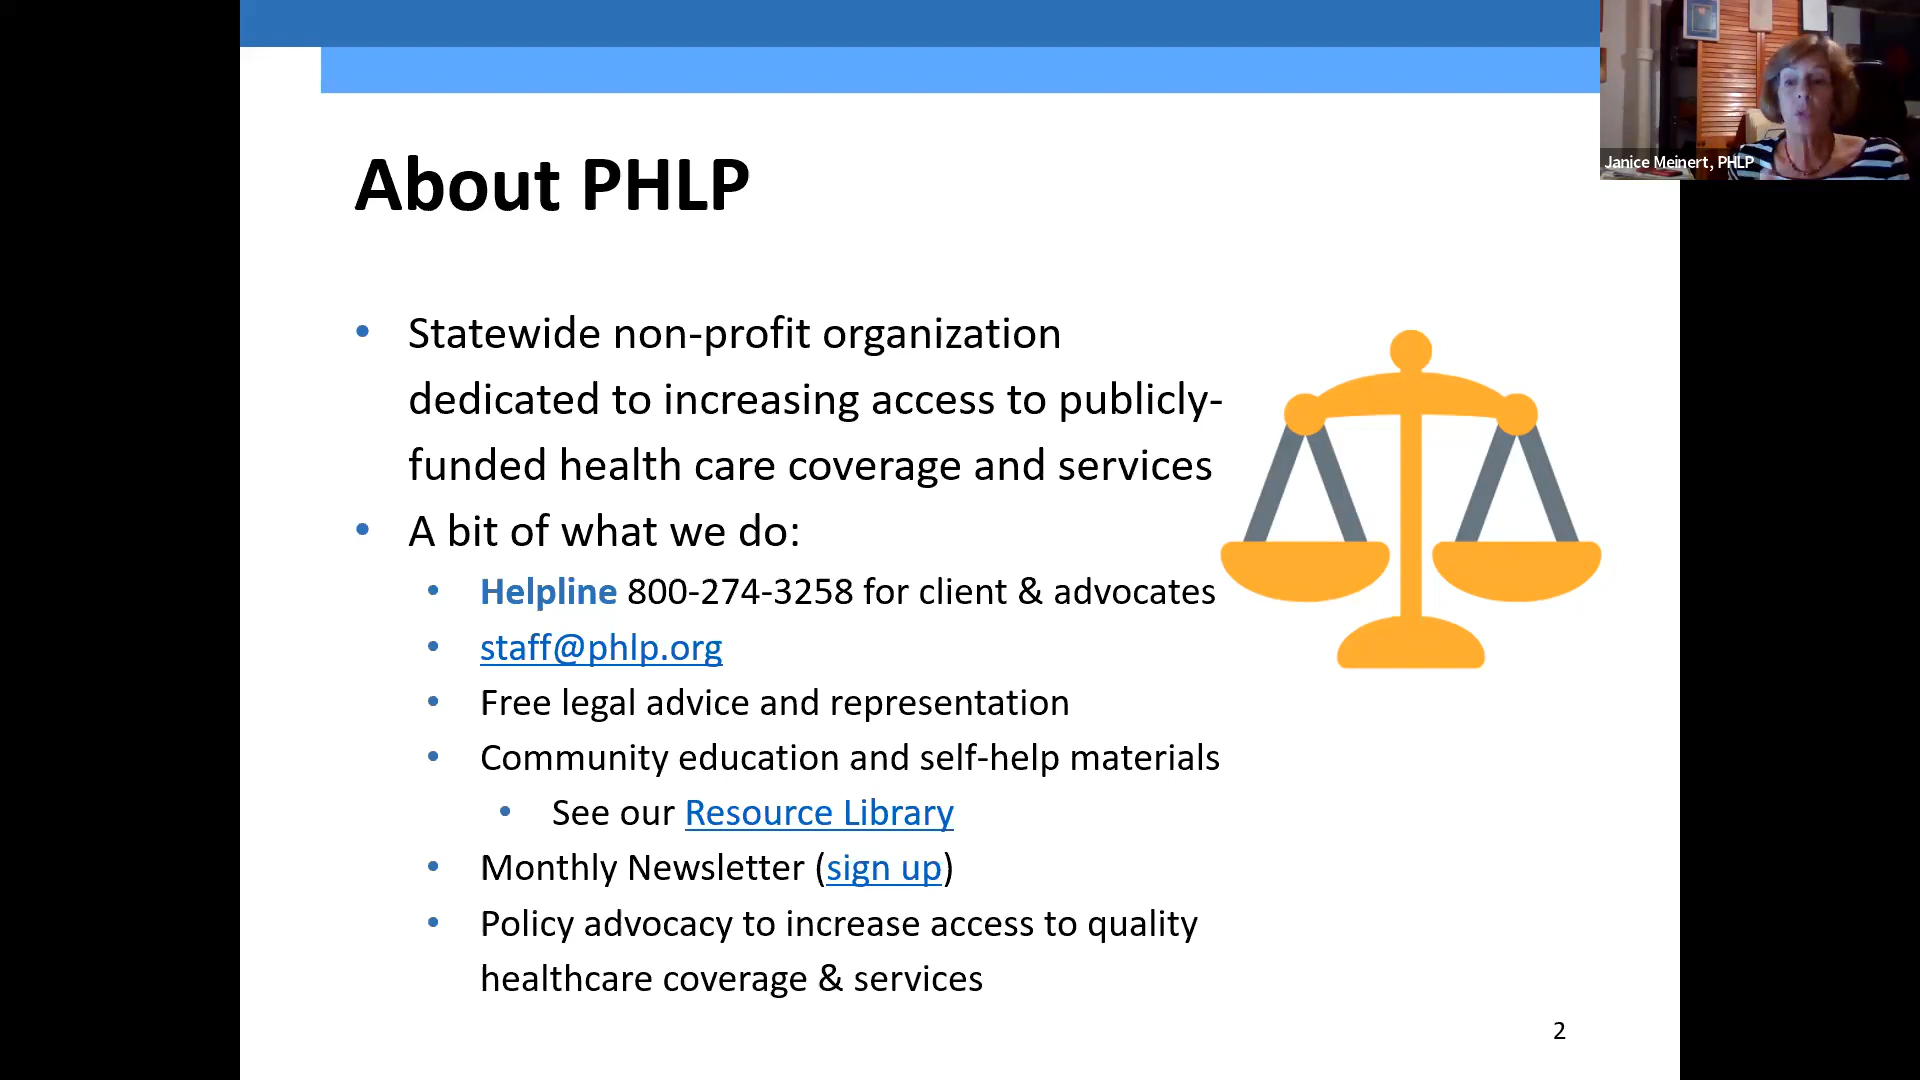 About PHLP
Janice Meinert, PHLP
• Statewide non-profit organization
dedicated to increasing access to publicly-
funded health care coverage and services
• A bit of what we do:
• Helpline 800-274-3258 for client & advocates
• staff@phlp.org
• Free legal advice and representation
• Community education and self-help materials
• See our Resource Library
• Monthly Newsletter (sign up)
• Policy advocacy to increase access to quality
healthcare coverage & services
2